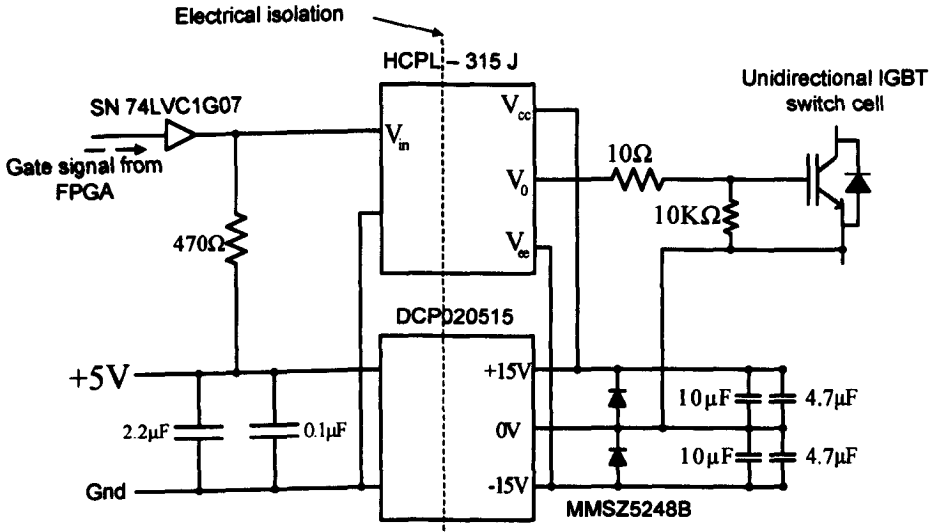 Electrical isolation
HCPL – 315 J
SN 74LVC1G07
Unidirectional IGBT
switch cell
Vcc
Vin
Gate signal from
FPGA
10Ω
V0
10KΩ
470Ω
Vee
DCP020515
+5V
+15V
2.2µF
0.1µF
0V
10µF
4.7µF
10µF
4.7µF
Gnd
-15V
MMSZ5248B